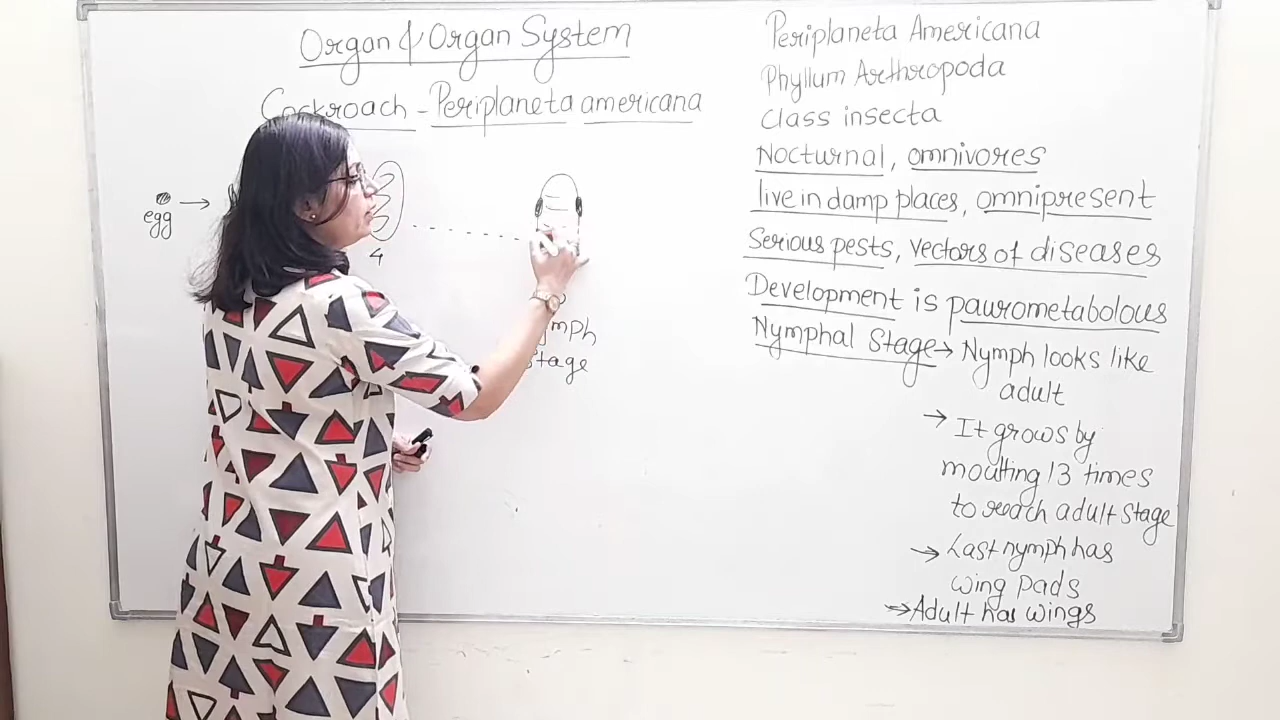 Organ & Organ System
Cockroach - Periplaneta americana
egg
4
stage
Periplaneta Americana
Phyllum Arthropoda
Class insecta
Nocturnal, omnivores
live in damp places, omnipresent
Serious pests, vectors of diseases
Development is paurometabolous
Nymphal Stage → Nymph looks like
adult
→ It grows by
moulting 13 times
to reach adult stage
→ Last nymph has
wing pads
→ Adult has wings